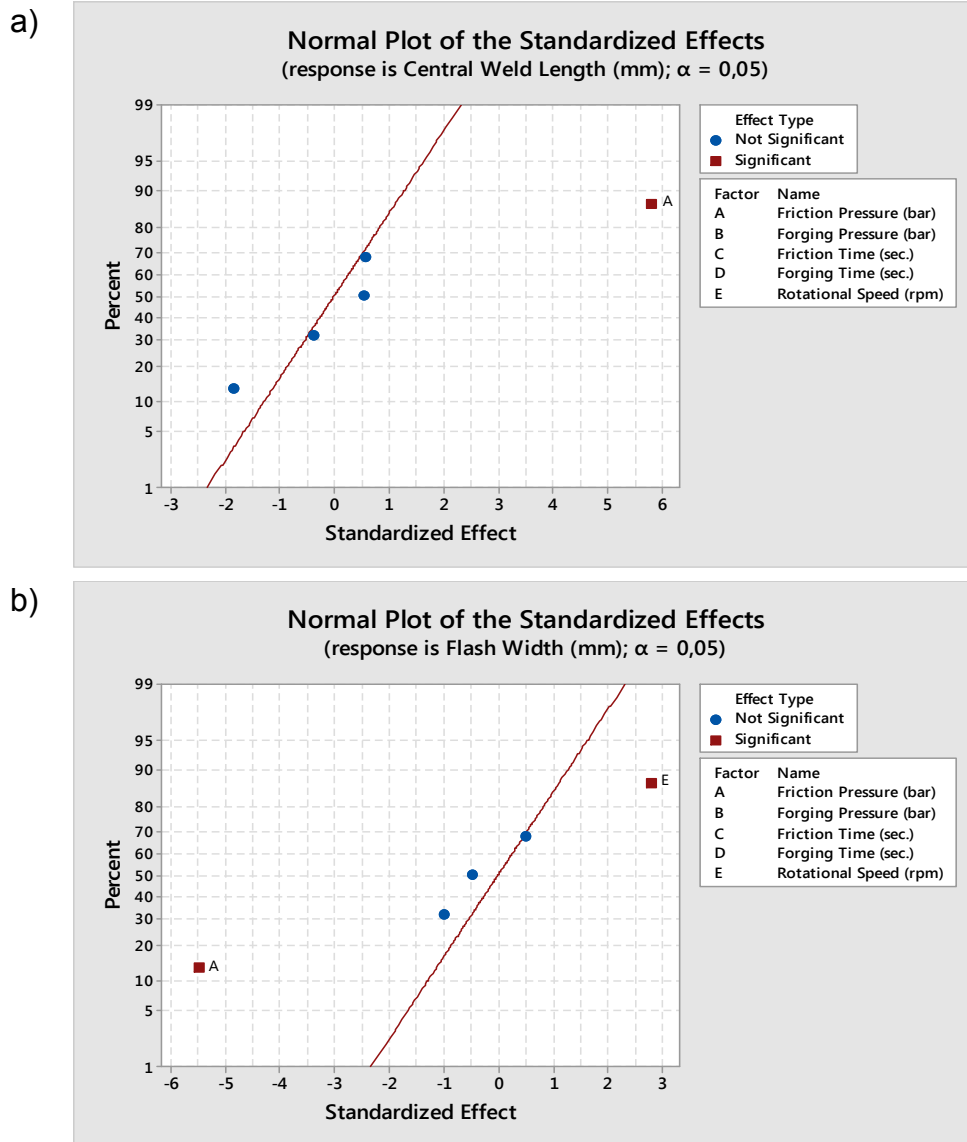 a)
Normal Plot of the Standardized Effects
(response is Central Weld Length (mm); α = 0,05)
99
95
90
80
70
60
50
40
30
20
10
5
1
Percent
A
-3 -2 -1 0 1 2 3 4 5 6
Standardized Effect
Effect Type
Not Significant
Significant
Factor Name
A Friction Pressure (bar)
B Forging Pressure (bar)
C Friction Time (sec.)
D Forging Time (sec.)
E Rotational Speed (rpm)
b)
Normal Plot of the Standardized Effects
(response is Flash Width (mm); α = 0,05)
99
95
90
80
70
60
50
40
30
20
10
5
1
Percent
E
A
-6 -5 -4 -3 -2 -1 0 1 2 3
Standardized Effect
Effect Type
Not Significant
Significant
Factor Name
A Friction Pressure (bar)
B Forging Pressure (bar)
C Friction Time (sec.)
D Forging Time (sec.)
E Rotational Speed (rpm)